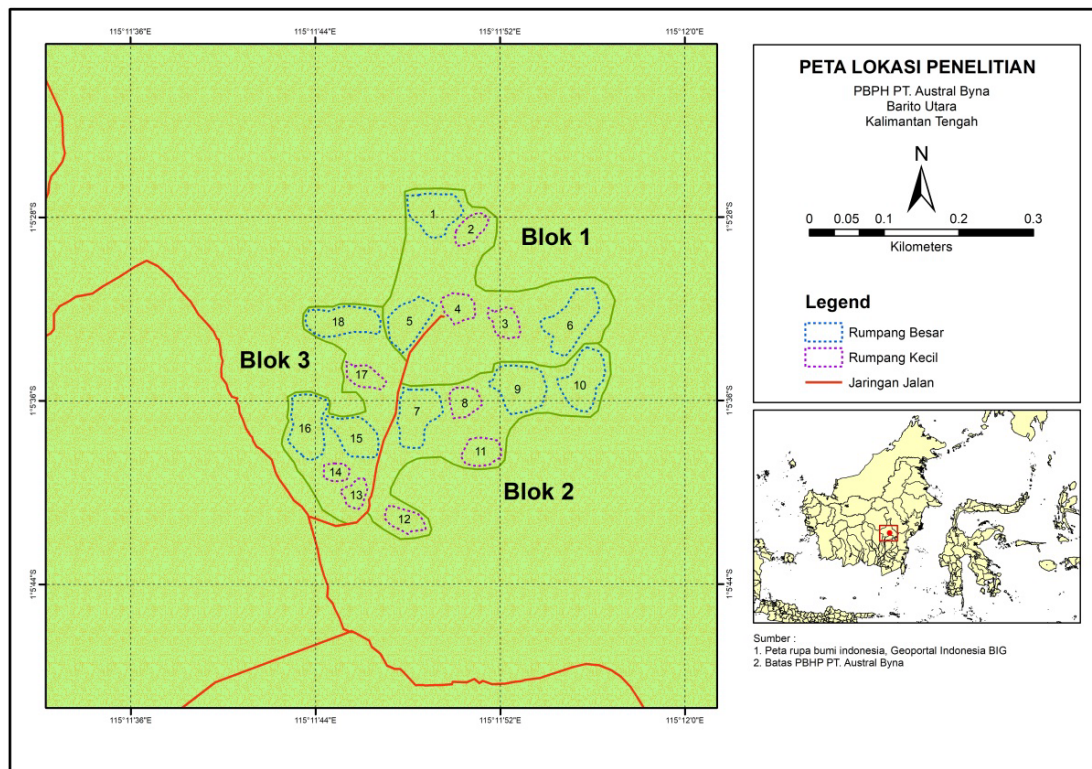 115°11'36"E 115°11'44"E 115°11'52"E 115°12'0"E
1°5'28"S 1°5'28"S
1°5'36"S 1°5'36"S
1°5'44"S 1°5'44"S
115°11'36"E 115°11'44"E 115°11'52"E 115°12'0"E
1
2
Blok 1
18
5
4
3
6
Blok 3
17
7
8
9
10
16
15
11
14
13
Blok 2
12
PETA LOKASI PENELITIAN
PBPH PT. Austral Byna
Barito Utara
Kalimantan Tengah
N
0 0.05 0.1 0.2 0.3
Kilometers
Legend
Rumpang Besar
Rumpang Kecil
Jaringan Jalan
Sumber :
1. Peta rupa bumi indonesia, Geoportal Indonesia BIG
2. Batas PBHP PT. Austral Byna